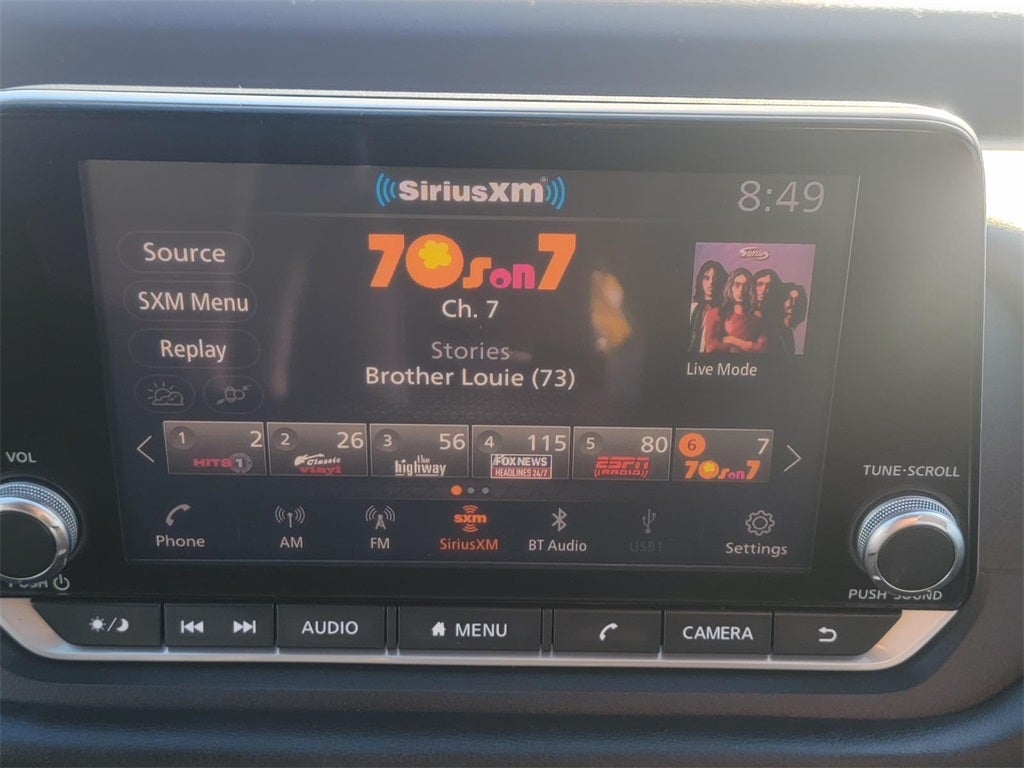 SiriusXM
8:49
Source
SXM Menu
Replay
70s on 7
Ch. 7
Stories
Brother Louie (73)
Stories
Live Mode
1 2 HITS 1
2 26 Classic vinyl
3 56 the highway
4 115 FOX NEWS HEADLINES 24/7
5 80 ESPN RADIO
6 7 70s on 7
VOL
TUNE·SCROLL
Phone
AM
FM
sxm SiriusXM
BT Audio
USB1
Settings
PUSH
PUSH SOUND
AUDIO
MENU
CAMERA